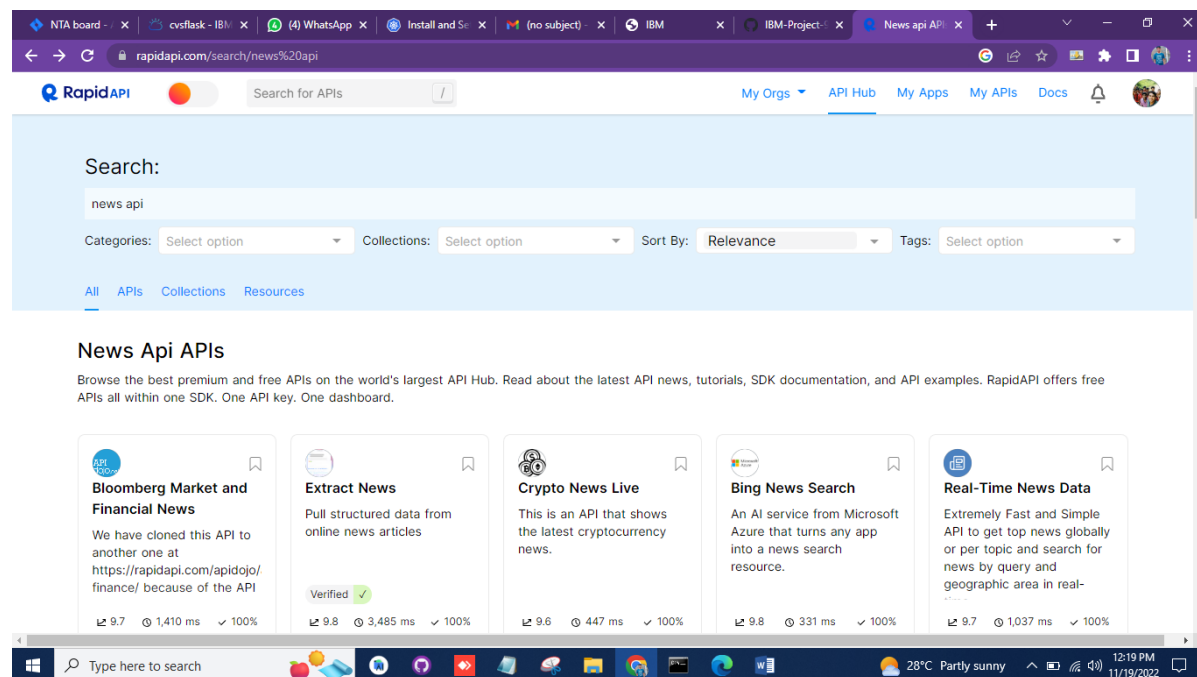 NTA board - /
cvsflask - IBM
(4) WhatsApp
Install and Se
(no subject) -
IBM
IBM-Project-
News api API
rapidapi.com/search/news%20api
RapidAPI
Search for APIs
/
My Orgs
API Hub
My Apps
My APIs
Docs
Search:
news api
Categories: Select option
Collections: Select option
Sort By: Relevance
Tags: Select option
All APIs Collections Resources
News Api APIs
Browse the best premium and free APIs on the world's largest API Hub. Read about the latest API news, tutorials, SDK documentation, and API examples. RapidAPI offers free
APIs all within one SDK. One API key. One dashboard.
Bloomberg Market and
Financial News
We have cloned this API to
another one at
https://rapidapi.com/apidojo/
finance/ because of the API
9.7 1,410 ms 100%
Extract News
Pull structured data from
online news articles
Verified ✓
9.8 3,485 ms 100%
Crypto News Live
This is an API that shows
the latest cryptocurrency
news.
9.6 447 ms 100%
Microsoft
Azure
Bing News Search
An AI service from Microsoft
Azure that turns any app
into a news search
resource.
9.8 331 ms 100%
Real-Time News Data
Extremely Fast and Simple
API to get top news globally
or per topic and search for
news by query and
geographic area in real-
9.7 1,037 ms 100%
Type here to search
28°C Partly sunny
12:19 PM
11/19/2022